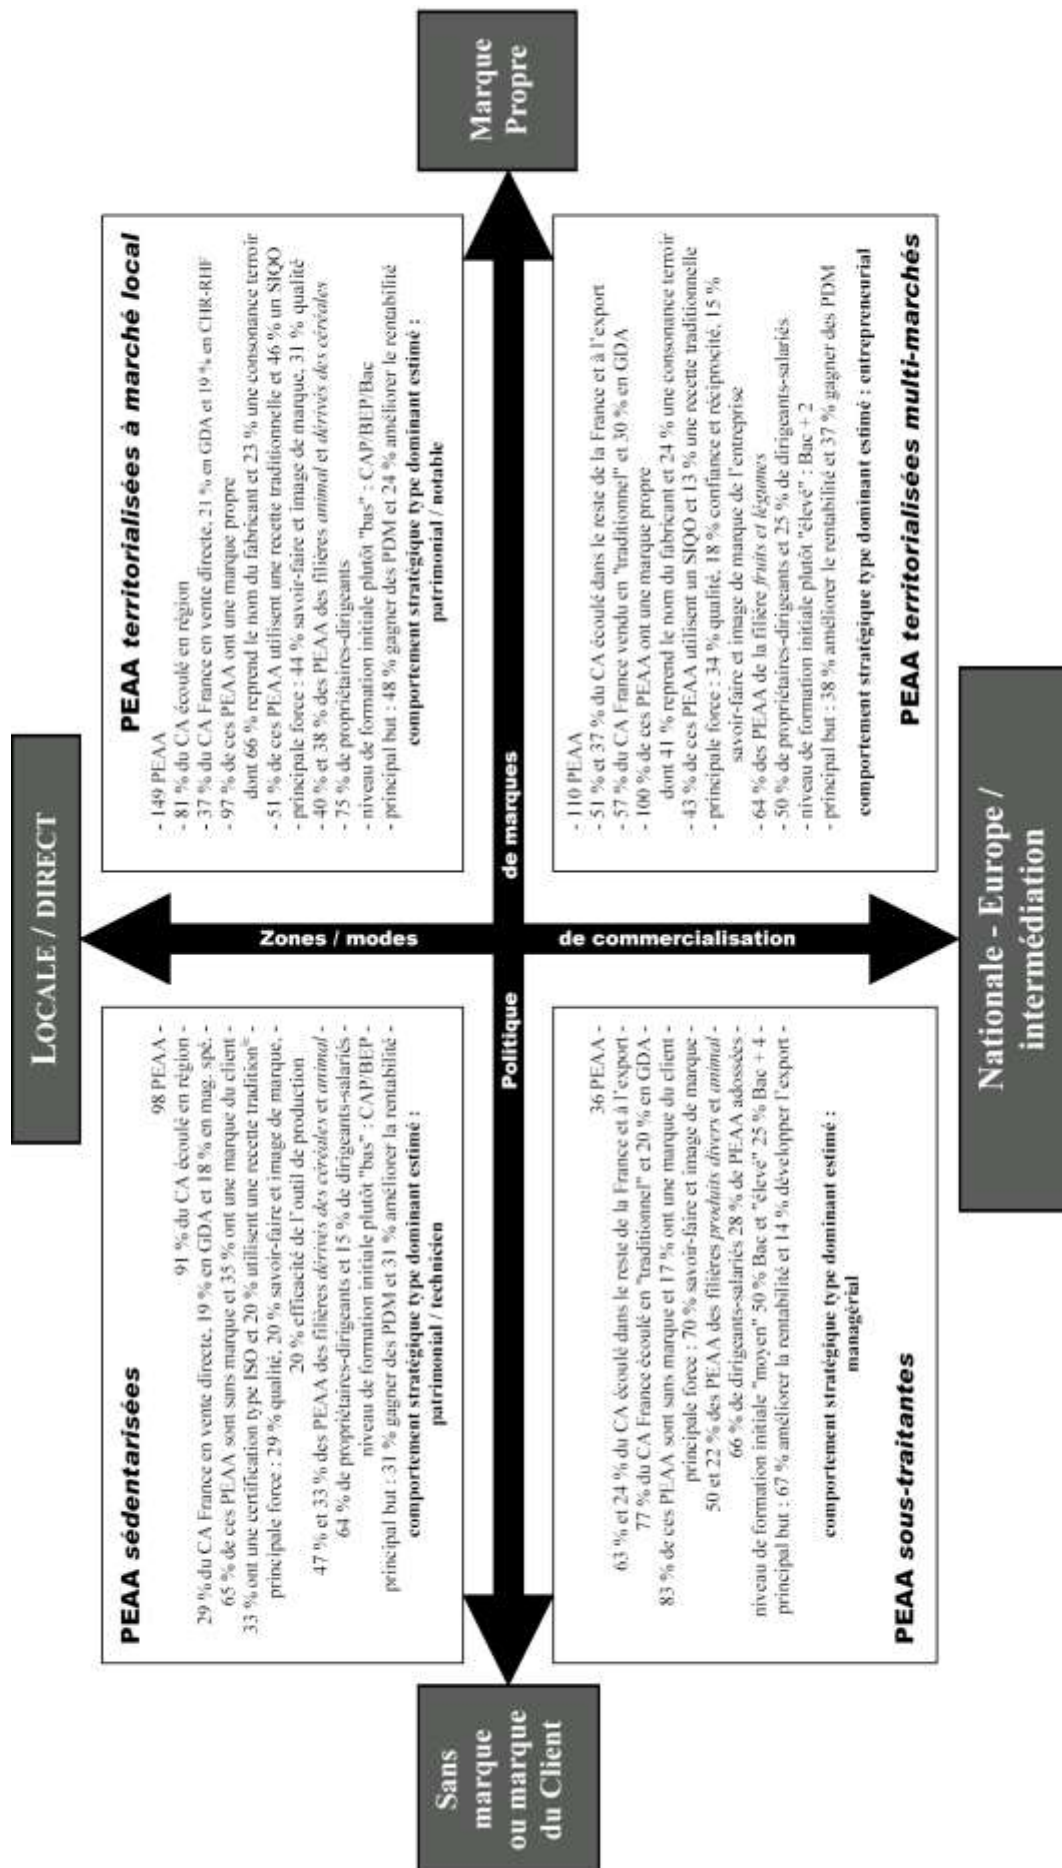 LOCALE / DIRECT
PEAA sédentarisées
98 PEAA -
91 % du CA écoulé en région -
29 % du CA France en vente directe, 19 % en GDA et 18 % en mag. spé. -
65 % de ces PEAA sont sans marque et 35 % ont une marque du client -
33 % ont une certification type ISO et 20 % utilisent une recette tradition -
principale force : 29 % qualité, 20 % savoir-faire et image de marque,
20 % efficacité de l'outil de production
47 % et 33 % des PEAA des filières dérivés des céréales et animal -
64 % de propriétaires-dirigeants et 15 % de dirigeants-salariés -
niveau de formation initiale plutôt "bas" : CAP/BEP -
principal but : 31 % gagner des PDM et 31 % améliorer la rentabilité -
comportement stratégique type dominant estimé :
patrimonial / technicien
PEAA territorialisées à marché local
- 149 PEAA
- 81 % du CA écoulé en région
- 37 % du CA France en vente directe, 21 % en GDA et 19 % en CHR-RHF
- 97 % de ces PEAA ont une marque propre
dont 66 % reprend le nom du fabricant et 23 % une consonance terroir
- 51 % de ces PEAA utilisent une recette traditionnelle et 46 % un SIQO
- principale force : 44 % savoir-faire et image de marque, 31 % qualité
- 40 % et 38 % des PEAA des filières animal et dérivés des céréales
- 75 % de propriétaires-dirigeants
- niveau de formation initiale plutôt "bas" : CAP/BEP/Bac
- principal but : 48 % gagner des PDM et 24 % améliorer le rentabilité
comportement stratégique type dominant estimé :
patrimonial / notable
Sans
marque
ou marque
du Client
Zones / modes
de commercialisation
Politique
de marques
Marque
Propre
36 PEAA -
63 % et 24 % du CA écoulé dans le reste de la France et à l'export -
77 % du CA France écoulé en "traditionnel" et 20 % en GDA -
83 % de ces PEAA sont sans marque et 17 % ont une marque du client -
principale force : 70 % savoir-faire et image de marque -
50 et 22 % des PEAA des filières produits divers et animal -
66 % de dirigeants-salariés 28 % de PEAA adossées -
niveau de formation initiale "moyen" 50 % Bac et "élevé" 25 % Bac + 4 -
principal but : 67 % améliorer la rentabilité et 14 % développer l'export -
comportement stratégique type dominant estimé :
managérial
PEAA sous-traitantes
- 110 PEAA
- 51 % et 37 % du CA écoulé dans le reste de la France et à l'export
- 57 % du CA France vendu en "traditionnel" et 30 % en GDA
- 100 % de ces PEAA ont une marque propre
dont 41 % reprend le nom du fabricant et 24 % une consonance terroir
- 43 % de ces PEAA utilisent un SIQO et 13 % une recette traditionnelle
- principale force : 34 % qualité, 18 % confiance et réciprocité, 15 %
savoir-faire et image de marque de l'entreprise
- 64 % des PEAA de la filière fruits et légumes
- 50 % de propriétaires-dirigeants et 25 % de dirigeants-salariés
- niveau de formation initiale plutôt "élevé" : Bac + 2
- principal but : 38 % améliorer le rentabilité et 37 % gagner des PDM
comportement stratégique type dominant estimé : entrepreneurial
PEAA territorialisées multi-marchés
Nationale - Europe /
intermédiation